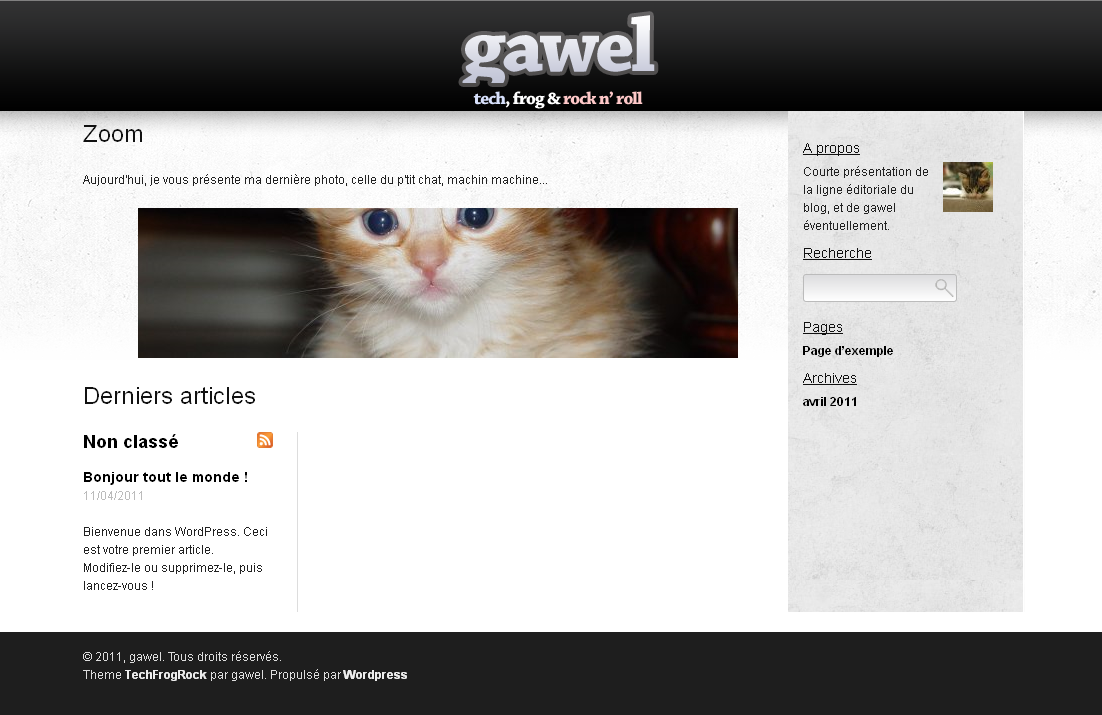 gawel
tech, frog & rock n' roll
Zoom
Aujourd'hui, je vous présente ma dernière photo, celle du p'tit chat, machin machine...
Derniers articles
Non classé
Bonjour tout le monde !
11/04/2011
Bienvenue dans WordPress. Ceci
est votre premier article.
Modifiez-le ou supprimez-le, puis
lancez-vous !
A propos
Courte présentation de
la ligne éditoriale du
blog, et de gawel
éventuellement.
Recherche
Pages
Page d'exemple
Archives
avril 2011
© 2011, gawel. Tous droits réservés.
Theme TechFrogRock par gawel. Propulsé par Wordpress